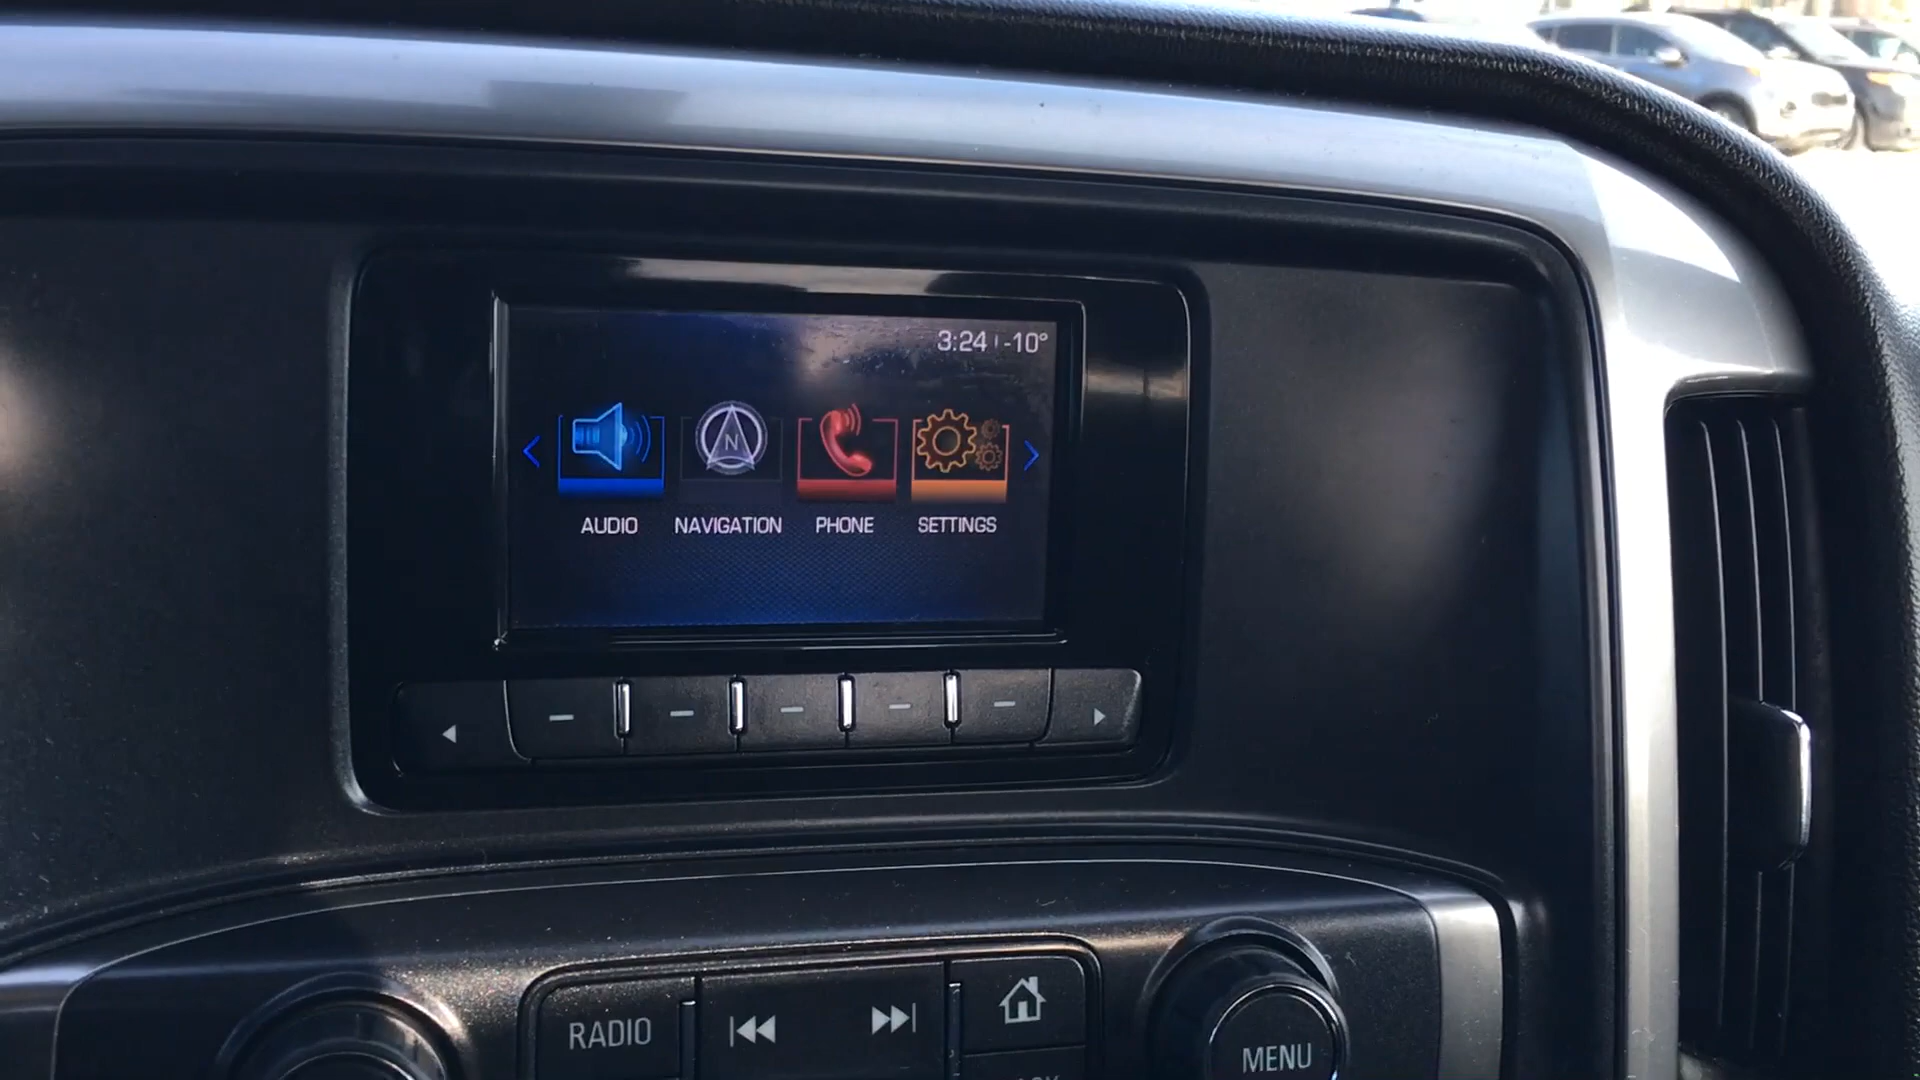 3:24 -10°
N
AUDIO NAVIGATION PHONE SETTINGS
RADIO
MENU